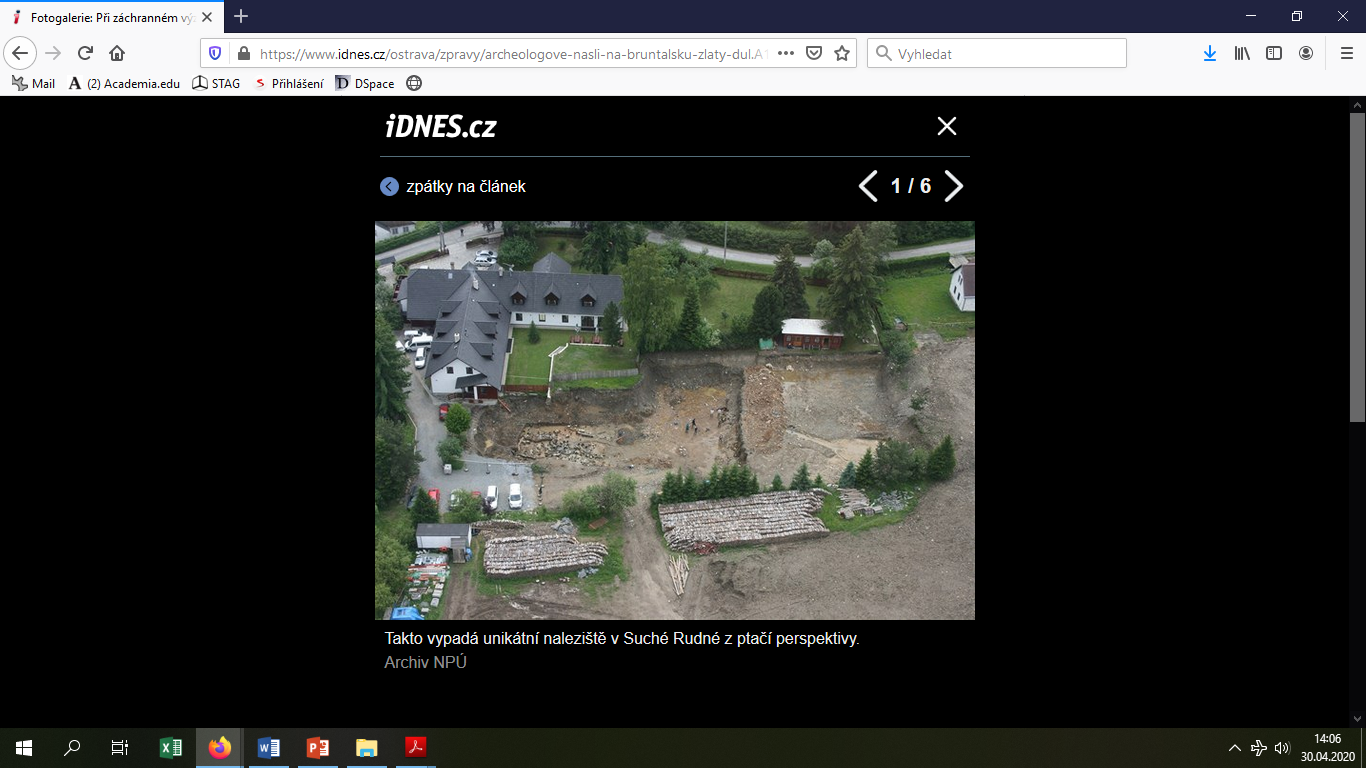 Fotogalerie: Při záchranném vý
https://www.idnes.cz/ostrava/zpravy/archeologove-nasli-na-bruntalsku-zlaty-dul.A1
Vyhledat
Mail
(2) Academia.edu
STAG
Přihlášení
DSpace
iDNES.cz
zpátky na článek
1 / 6
Takto vypadá unikátní naleziště v Suché Rudné z ptačí perspektivy.
Archiv NPÚ
14:06
30.04.2020